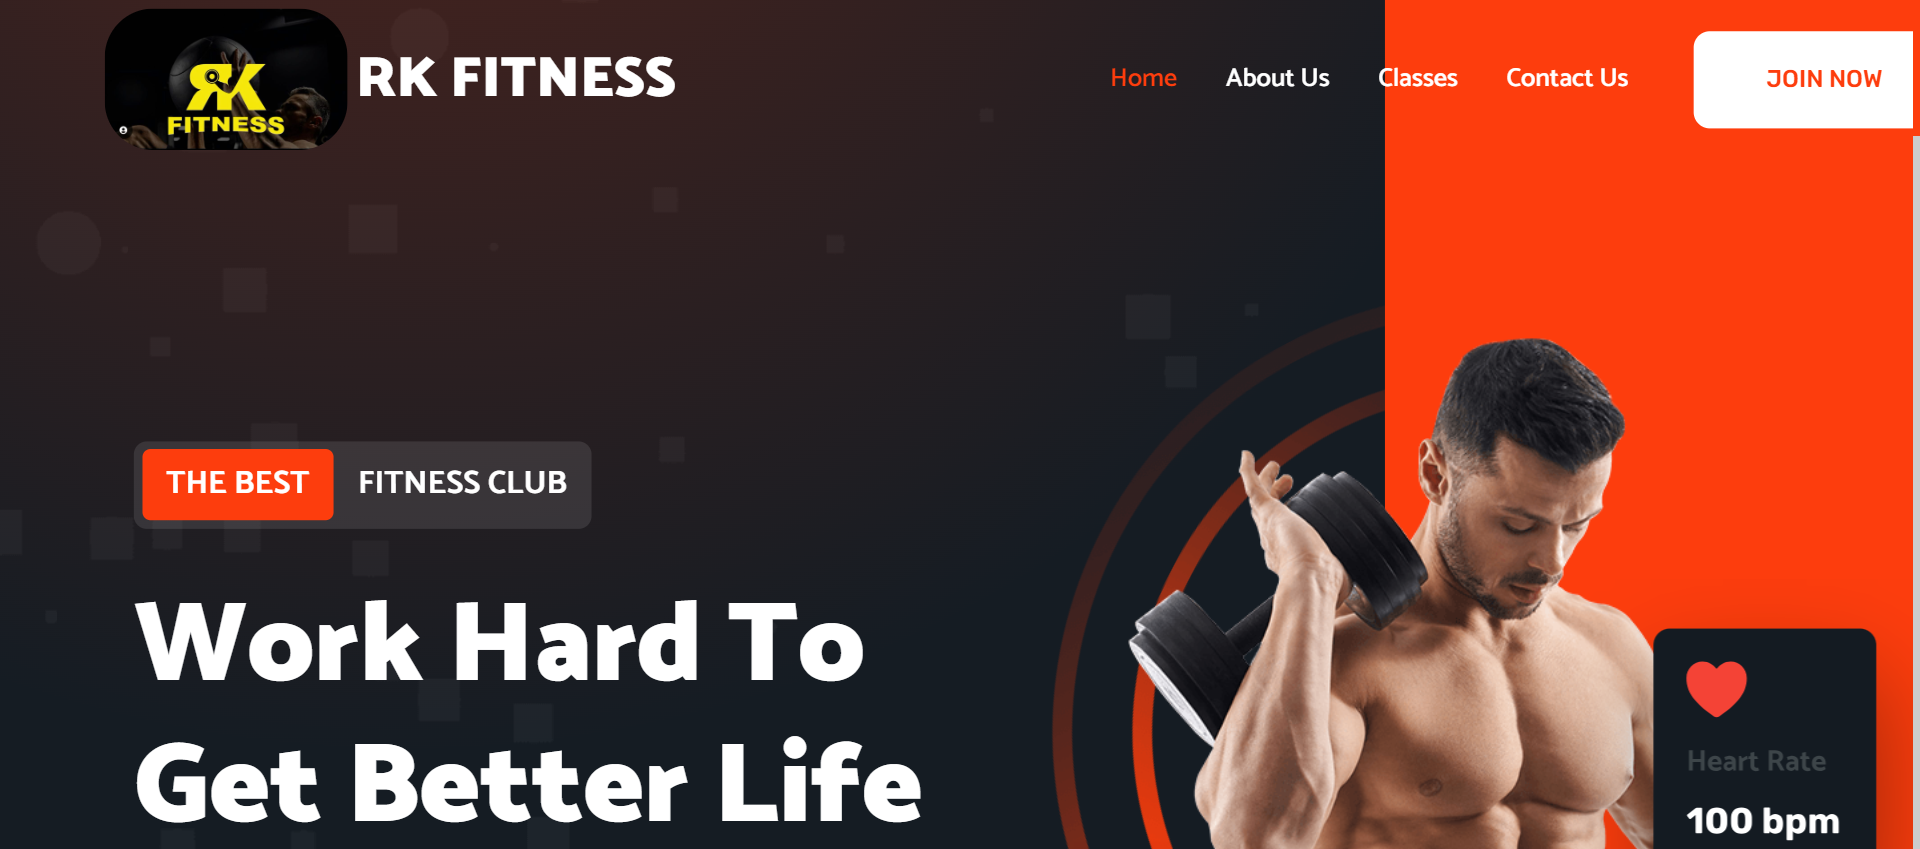 RK
FITNESS
RK FITNESS
Home
About Us
Classes
Contact Us
JOIN NOW
THE BEST
FITNESS CLUB
Work Hard To
Get Better Life
Heart Rate
100 bpm